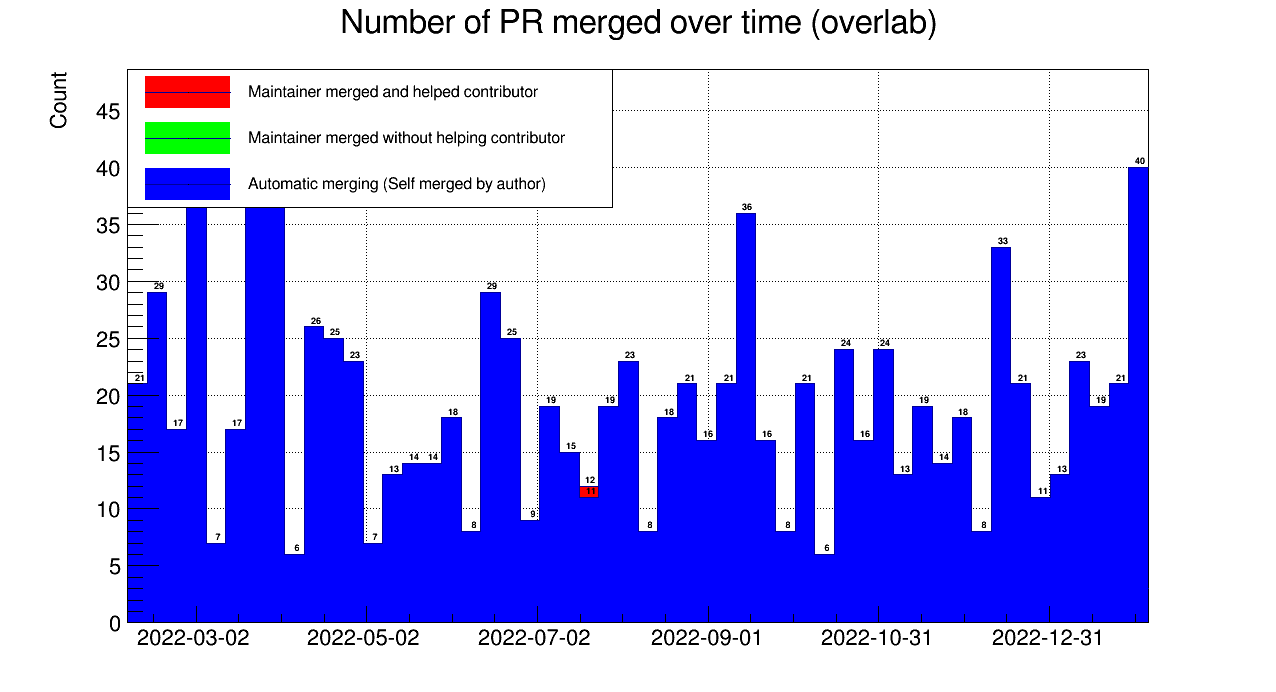 Number of PR merged over time (overlab)
Count
Maintainer merged and helped contributor
Maintainer merged without helping contributor
Automatic merging (Self merged by author)
45
40
35
30
25
20
15
10
5
0
21 29 17 7 17 6 26 25 23 7 13 14 14 18 8 29 25 9 19 15 12 11 19 23 8 18 21 16 21 36 16 8 21 6 24 16 24 13 19 14 18 8 33 21 11 13 23 19 21 40
2022-03-02 2022-05-02 2022-07-02 2022-09-01 2022-10-31 2022-12-31